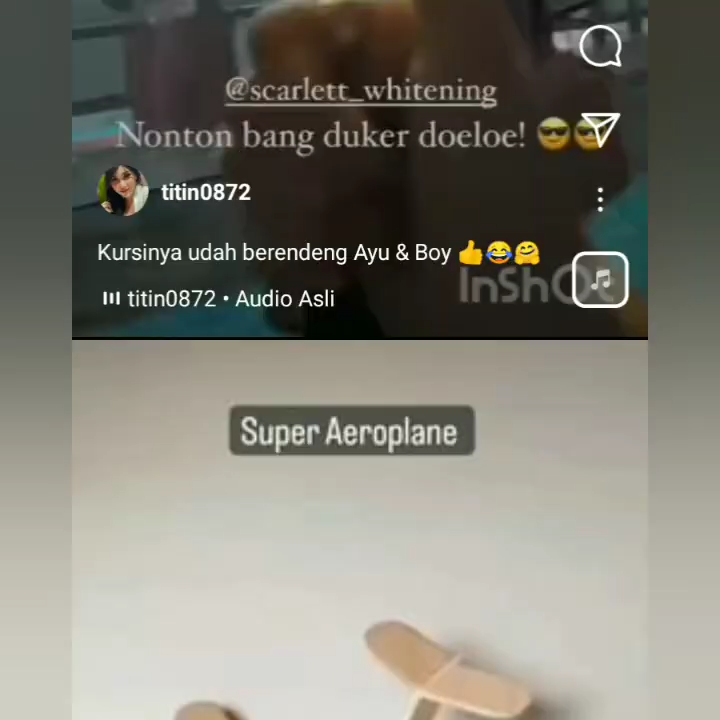 @scarlett_whitening
Nonton bang duker doeloe! 😎😎
titin0872
Kursinya udah berendeng Ayu & Boy 👍😂🤗
titin0872 • Audio Asli
InShot
Super Aeroplane